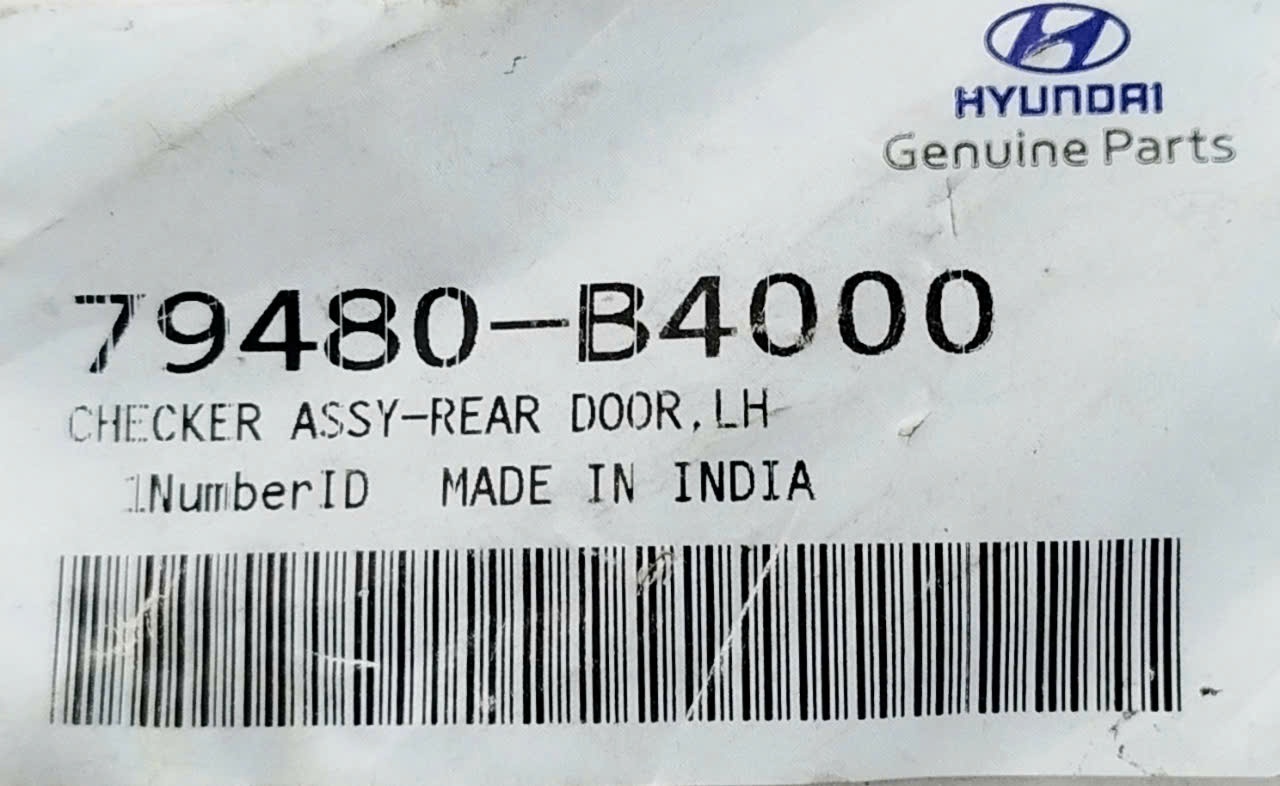 HYUNDAI
Genuine Parts
79480-B4000
CHECKER ASSY-REAR DOOR,LH
1NumberID MADE IN INDIA